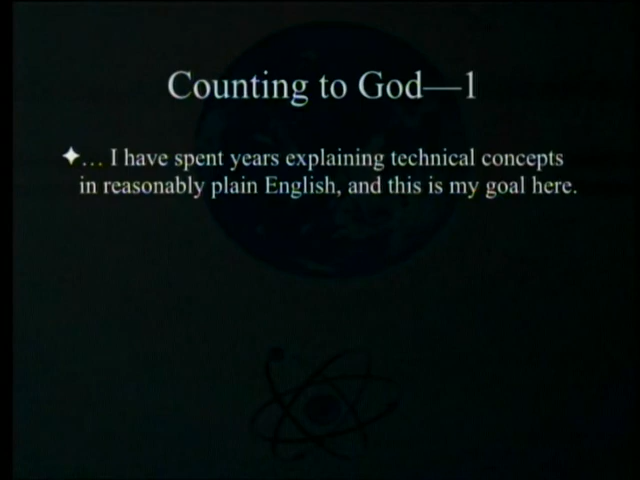 Counting to God—1
✦… I have spent years explaining technical concepts
in reasonably plain English, and this is my goal here.